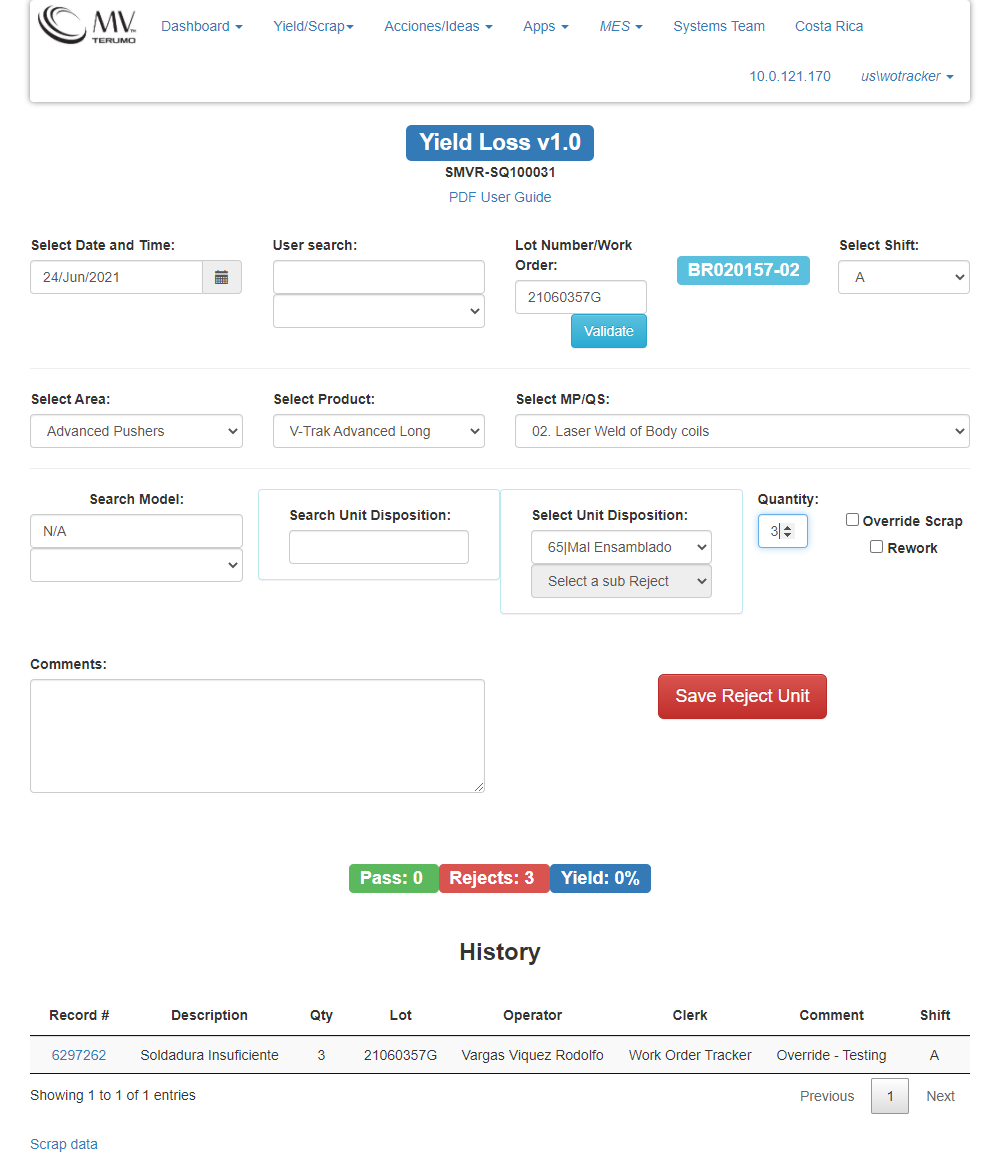 MV TERUMO
Dashboard Yield/Scrap Acciones/Ideas Apps MES Systems Team Costa Rica
10.0.121.170 us\wotracker
Yield Loss v1.0
SMVR-SQ100031
PDF User Guide
Select Date and Time:
24/Jun/2021
User search:
Lot Number/Work
Order:
21060357G
Validate
BR020157-02
Select Shift:
A
Select Area:
Advanced Pushers
Select Product:
V-Trak Advanced Long
Select MP/QS:
02. Laser Weld of Body coils
Search Model:
N/A
Search Unit Disposition:
Select Unit Disposition:
65|Mal Ensamblado
Select a sub Reject
Quantity:
3
Override Scrap
Rework
Comments:
Save Reject Unit
Pass: 0 Rejects: 3 Yield: 0%
History
Record # Description Qty Lot Operator Clerk Comment Shift
6297262 Soldadura Insuficiente 3 21060357G Vargas Viquez Rodolfo Work Order Tracker Override - Testing A
Showing 1 to 1 of 1 entries
Previous 1 Next
Scrap data